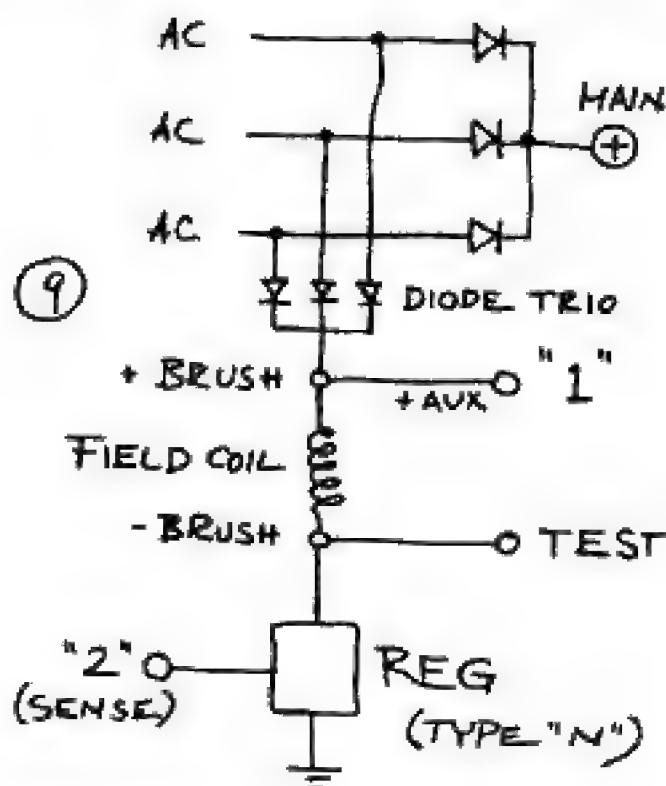 AC
MAIN
AC
+
AC
9
DIODE TRIO
+ BRUSH
+ AUX
"1"
FIELD COIL
- BRUSH
TEST
"2"
(SENSE)
REG
(TYPE "N")